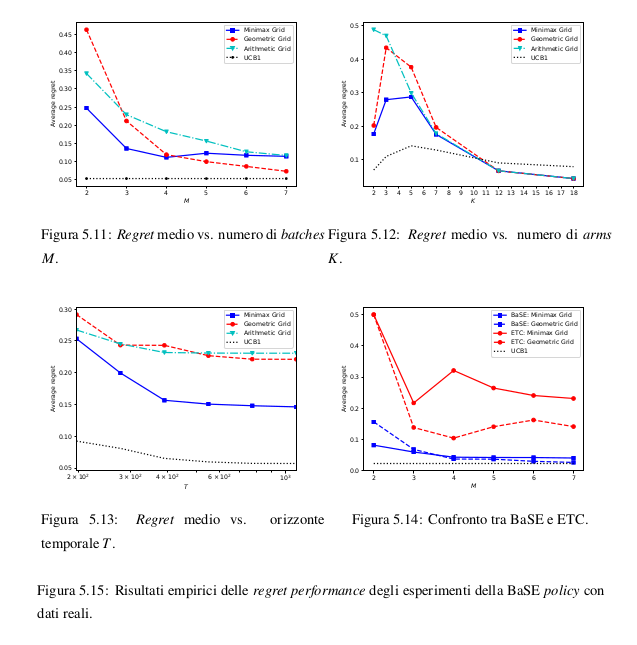 Average regret
0.45
0.40
0.35
0.30
0.25
0.20
0.15
0.10
0.05
2 3 4 5 6 7
M
Minimax Grid
Geometric Grid
Arithmetic Grid
UCB1
Average regret
0.5
0.4
0.3
0.2
0.1
2 3 4 5 6 7 8 9 10 11 12 13 14 15 16 17 18
K
Minimax Grid
Geometric Grid
Arithmetic Grid
UCB1
Figura 5.11: Regret medio vs. numero di batches
M.
Figura 5.12: Regret medio vs. numero di arms
K.
Average regret
0.30
0.25
0.20
0.15
0.10
0.05
2 × 10² 3 × 10² 4 × 10² 6 × 10² 10³
T
Minimax Grid
Geometric Grid
Arithmetic Grid
UCB1
Average regret
0.5
0.4
0.3
0.2
0.1
0.0
2 3 4 5 6 7
M
BaSE: Minimax Grid
BaSE: Geometric Grid
ETC: Minimax Grid
ETC: Geometric Grid
UCB1
Figura 5.13: Regret medio vs. orizzonte
temporale T.
Figura 5.14: Confronto tra BaSE e ETC.
Figura 5.15: Risultati empirici delle regret performance degli esperimenti della BaSE policy con
dati reali.